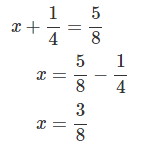 x + 1/4 = 5/8
x = 5/8 − 1/4
x = 3/8